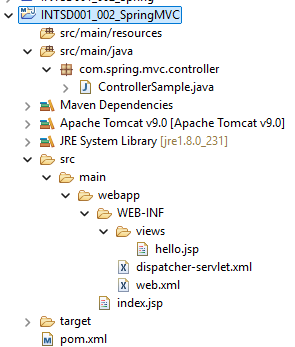 INTSD001_002_SpringMVC
src/main/resources
src/main/java
com.spring.mvc.controller
ControllerSample.java
Maven Dependencies
Apache Tomcat v9.0 [Apache Tomcat v9.0]
JRE System Library [jre1.8.0_231]
src
main
webapp
WEB-INF
views
hello.jsp
dispatcher-servlet.xml
web.xml
index.jsp
target
pom.xml